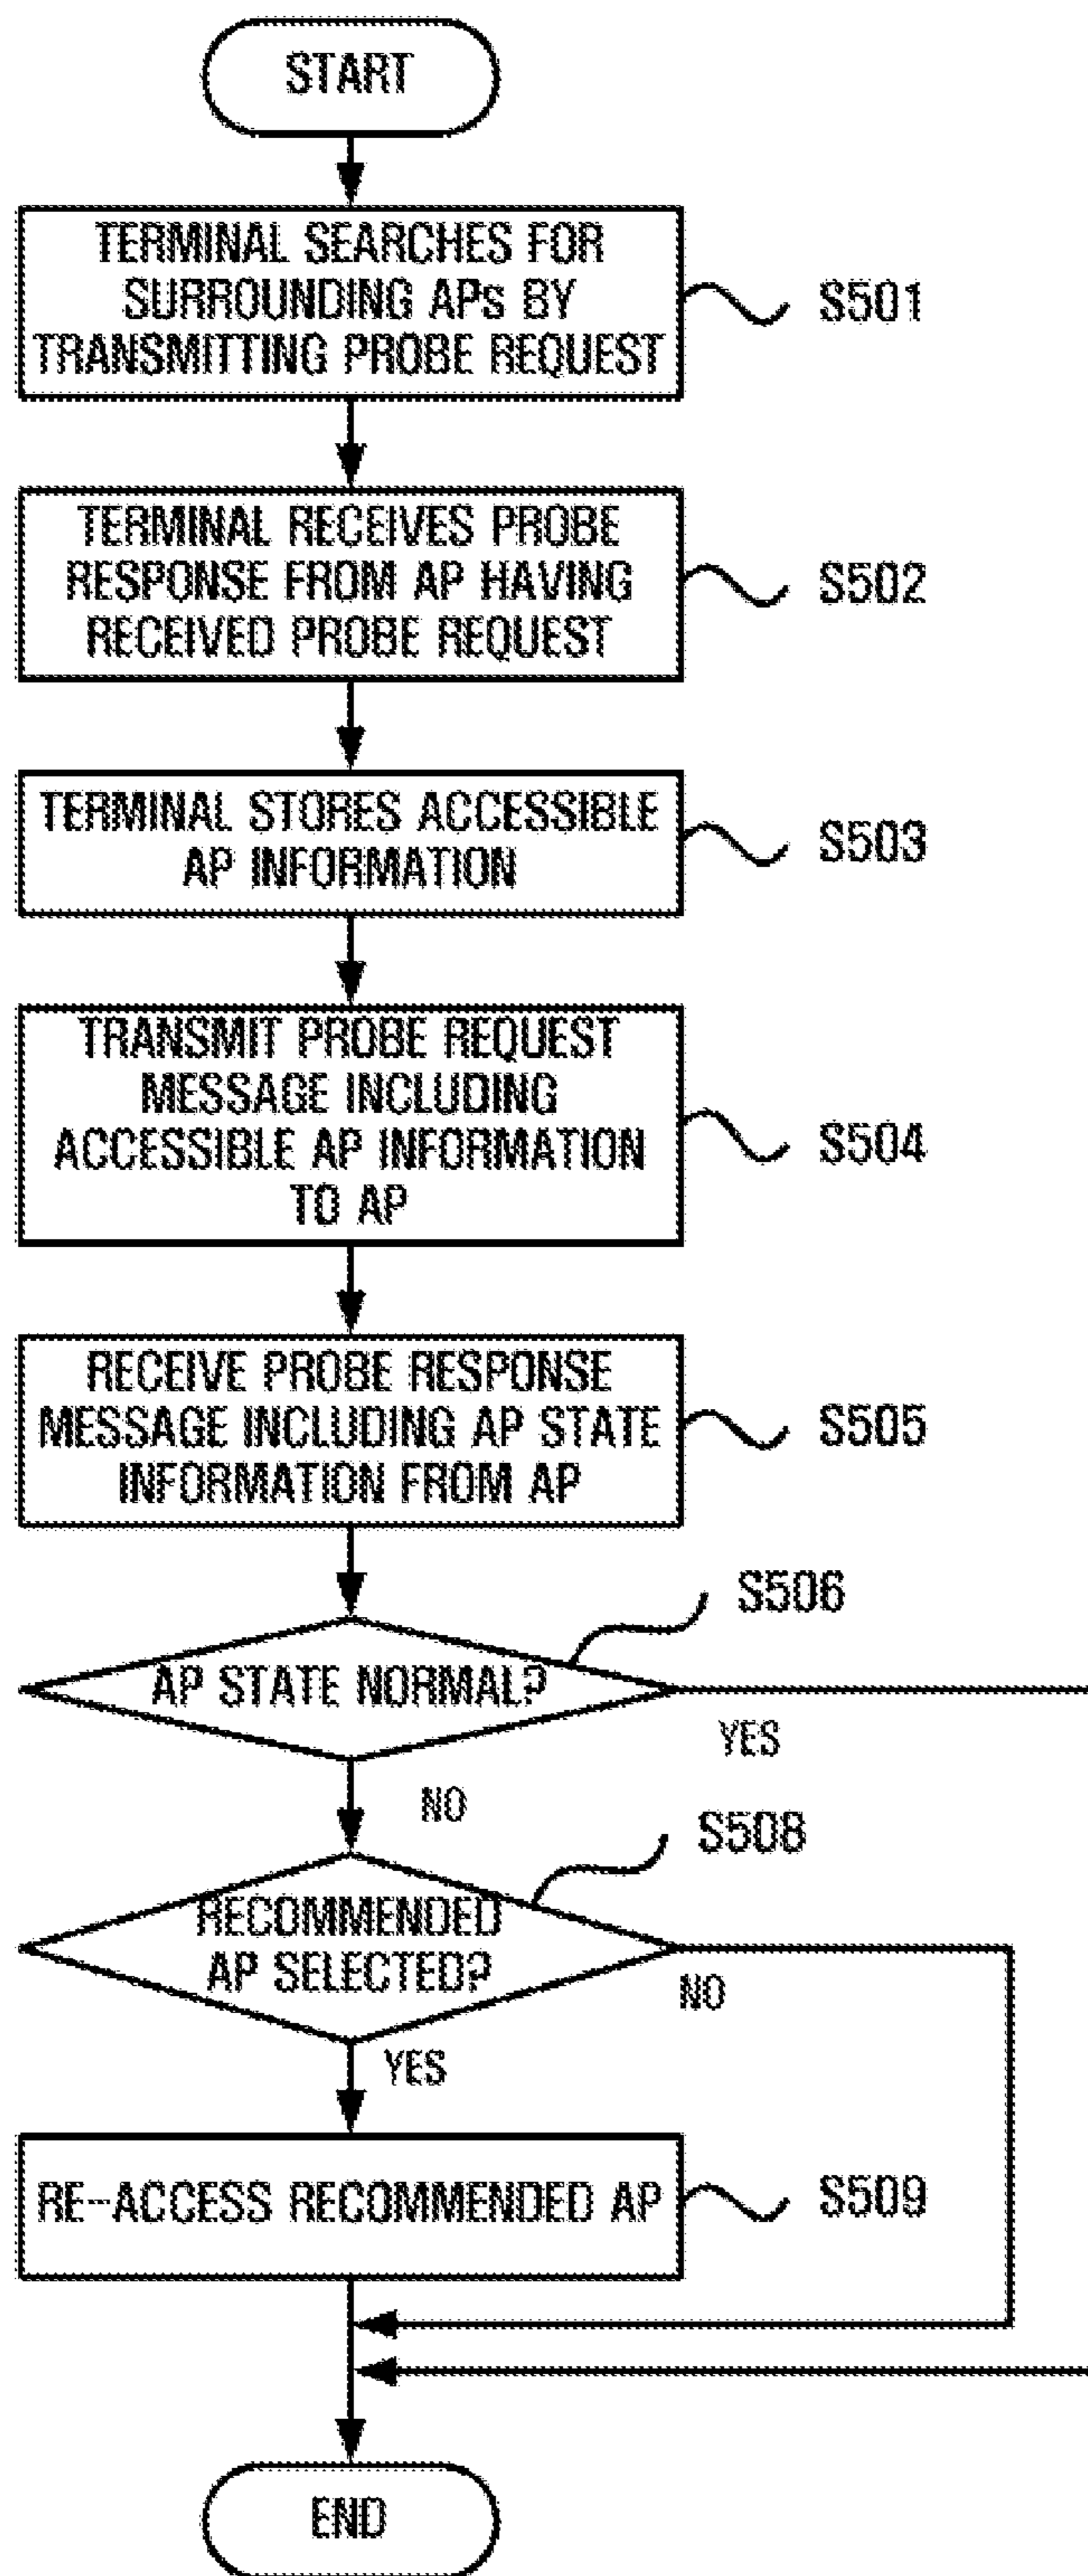 START
TERMINAL SEARCHES FOR
SURROUNDING APs BY
TRANSMITTING PROBE REQUEST
S501
TERMINAL RECEIVES PROBE
RESPONSE FROM AP HAVING
RECEIVED PROBE REQUEST
S502
TERMINAL STORES ACCESSIBLE
AP INFORMATION
S503
TRANSMIT PROBE REQUEST
MESSAGE INCLUDING
ACCESSIBLE AP INFORMATION
TO AP
S504
RECEIVE PROBE RESPONSE
MESSAGE INCLUDING AP STATE
INFORMATION FROM AP
S505
S506
AP STATE NORMAL?
YES
NO
S508
RECOMMENDED
AP SELECTED?
NO
YES
RE-ACCESS RECOMMENDED AP
S509
END